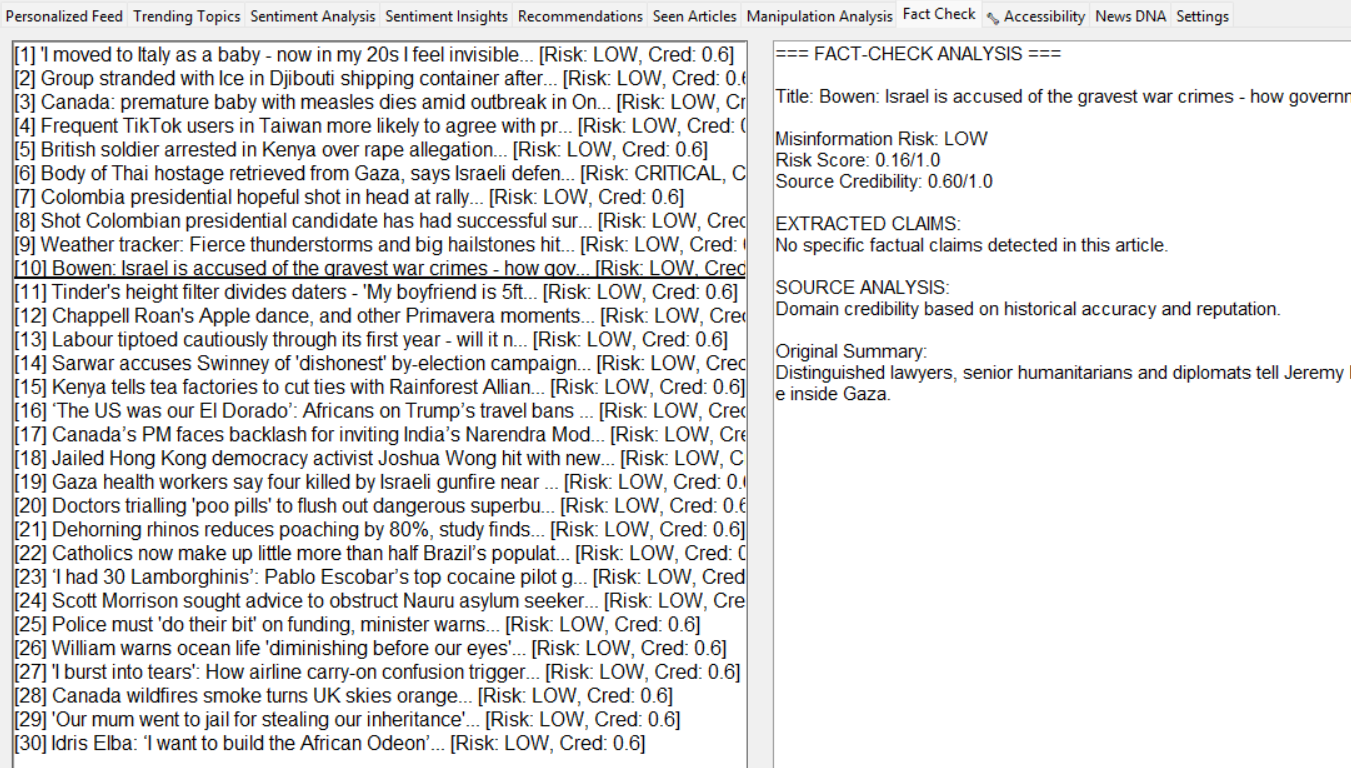 Personalized Feed Trending Topics Sentiment Analysis Sentiment Insights Recommendations Seen Articles Manipulation Analysis Fact Check Accessibility News DNA Settings
[1] 'I moved to Italy as a baby - now in my 20s I feel invisible... [Risk: LOW, Cred: 0.6]
[2] Group stranded with Ice in Djibouti shipping container after... [Risk: LOW, Cred: 0.6
[3] Canada: premature baby with measles dies amid outbreak in On... [Risk: LOW, Cr
[4] Frequent TikTok users in Taiwan more likely to agree with pr... [Risk: LOW, Cred:
[5] British soldier arrested in Kenya over rape allegation... [Risk: LOW, Cred: 0.6]
[6] Body of Thai hostage retrieved from Gaza, says Israeli defen... [Risk: CRITICAL, C
[7] Colombia presidential hopeful shot in head at rally... [Risk: LOW, Cred: 0.6]
[8] Shot Colombian presidential candidate has had successful sur... [Risk: LOW, Cred
[9] Weather tracker: Fierce thunderstorms and big hailstones hit... [Risk: LOW, Cred:
[10] Bowen: Israel is accused of the gravest war crimes - how gov... [Risk: LOW, Cred
[11] Tinder's height filter divides daters - 'My boyfriend is 5ft... [Risk: LOW, Cred: 0.6]
[12] Chappell Roan's Apple dance, and other Primavera moments... [Risk: LOW, Cred
[13] Labour tiptoed cautiously through its first year - will it n... [Risk: LOW, Cred: 0.6]
[14] Sarwar accuses Swinney of 'dishonest' by-election campaign... [Risk: LOW, Cred
[15] Kenya tells tea factories to cut ties with Rainforest Allian... [Risk: LOW, Cred: 0.6]
[16] ‘The US was our El Dorado’: Africans on Trump’s travel bans ... [Risk: LOW, Cred
[17] Canada’s PM faces backlash for inviting India’s Narendra Mod... [Risk: LOW, Cre
[18] Jailed Hong Kong democracy activist Joshua Wong hit with new... [Risk: LOW, C
[19] Gaza health workers say four killed by Israeli gunfire near ... [Risk: LOW, Cred: 0.
[20] Doctors trialling 'poo pills' to flush out dangerous superbu... [Risk: LOW, Cred: 0.6
[21] Dehorning rhinos reduces poaching by 80%, study finds... [Risk: LOW, Cred: 0.6]
[22] Catholics now make up little more than half Brazil’s populat... [Risk: LOW, Cred: 0
[23] ‘I had 30 Lamborghinis’: Pablo Escobar’s top cocaine pilot g... [Risk: LOW, Cred
[24] Scott Morrison sought advice to obstruct Nauru asylum seeker... [Risk: LOW, Cre
[25] Police must 'do their bit' on funding, minister warns... [Risk: LOW, Cred: 0.6]
[26] William warns ocean life 'diminishing before our eyes'... [Risk: LOW, Cred: 0.6]
[27] 'I burst into tears': How airline carry-on confusion trigger... [Risk: LOW, Cred: 0.6]
[28] Canada wildfires smoke turns UK skies orange... [Risk: LOW, Cred: 0.6]
[29] 'Our mum went to jail for stealing our inheritance'... [Risk: LOW, Cred: 0.6]
[30] Idris Elba: ‘I want to build the African Odeon’... [Risk: LOW, Cred: 0.6]
=== FACT-CHECK ANALYSIS ===
Title: Bowen: Israel is accused of the gravest war crimes - how governm
Misinformation Risk: LOW
Risk Score: 0.16/1.0
Source Credibility: 0.60/1.0
EXTRACTED CLAIMS:
No specific factual claims detected in this article.
SOURCE ANALYSIS:
Domain credibility based on historical accuracy and reputation.
Original Summary:
Distinguished lawyers, senior humanitarians and diplomats tell Jeremy
e inside Gaza.